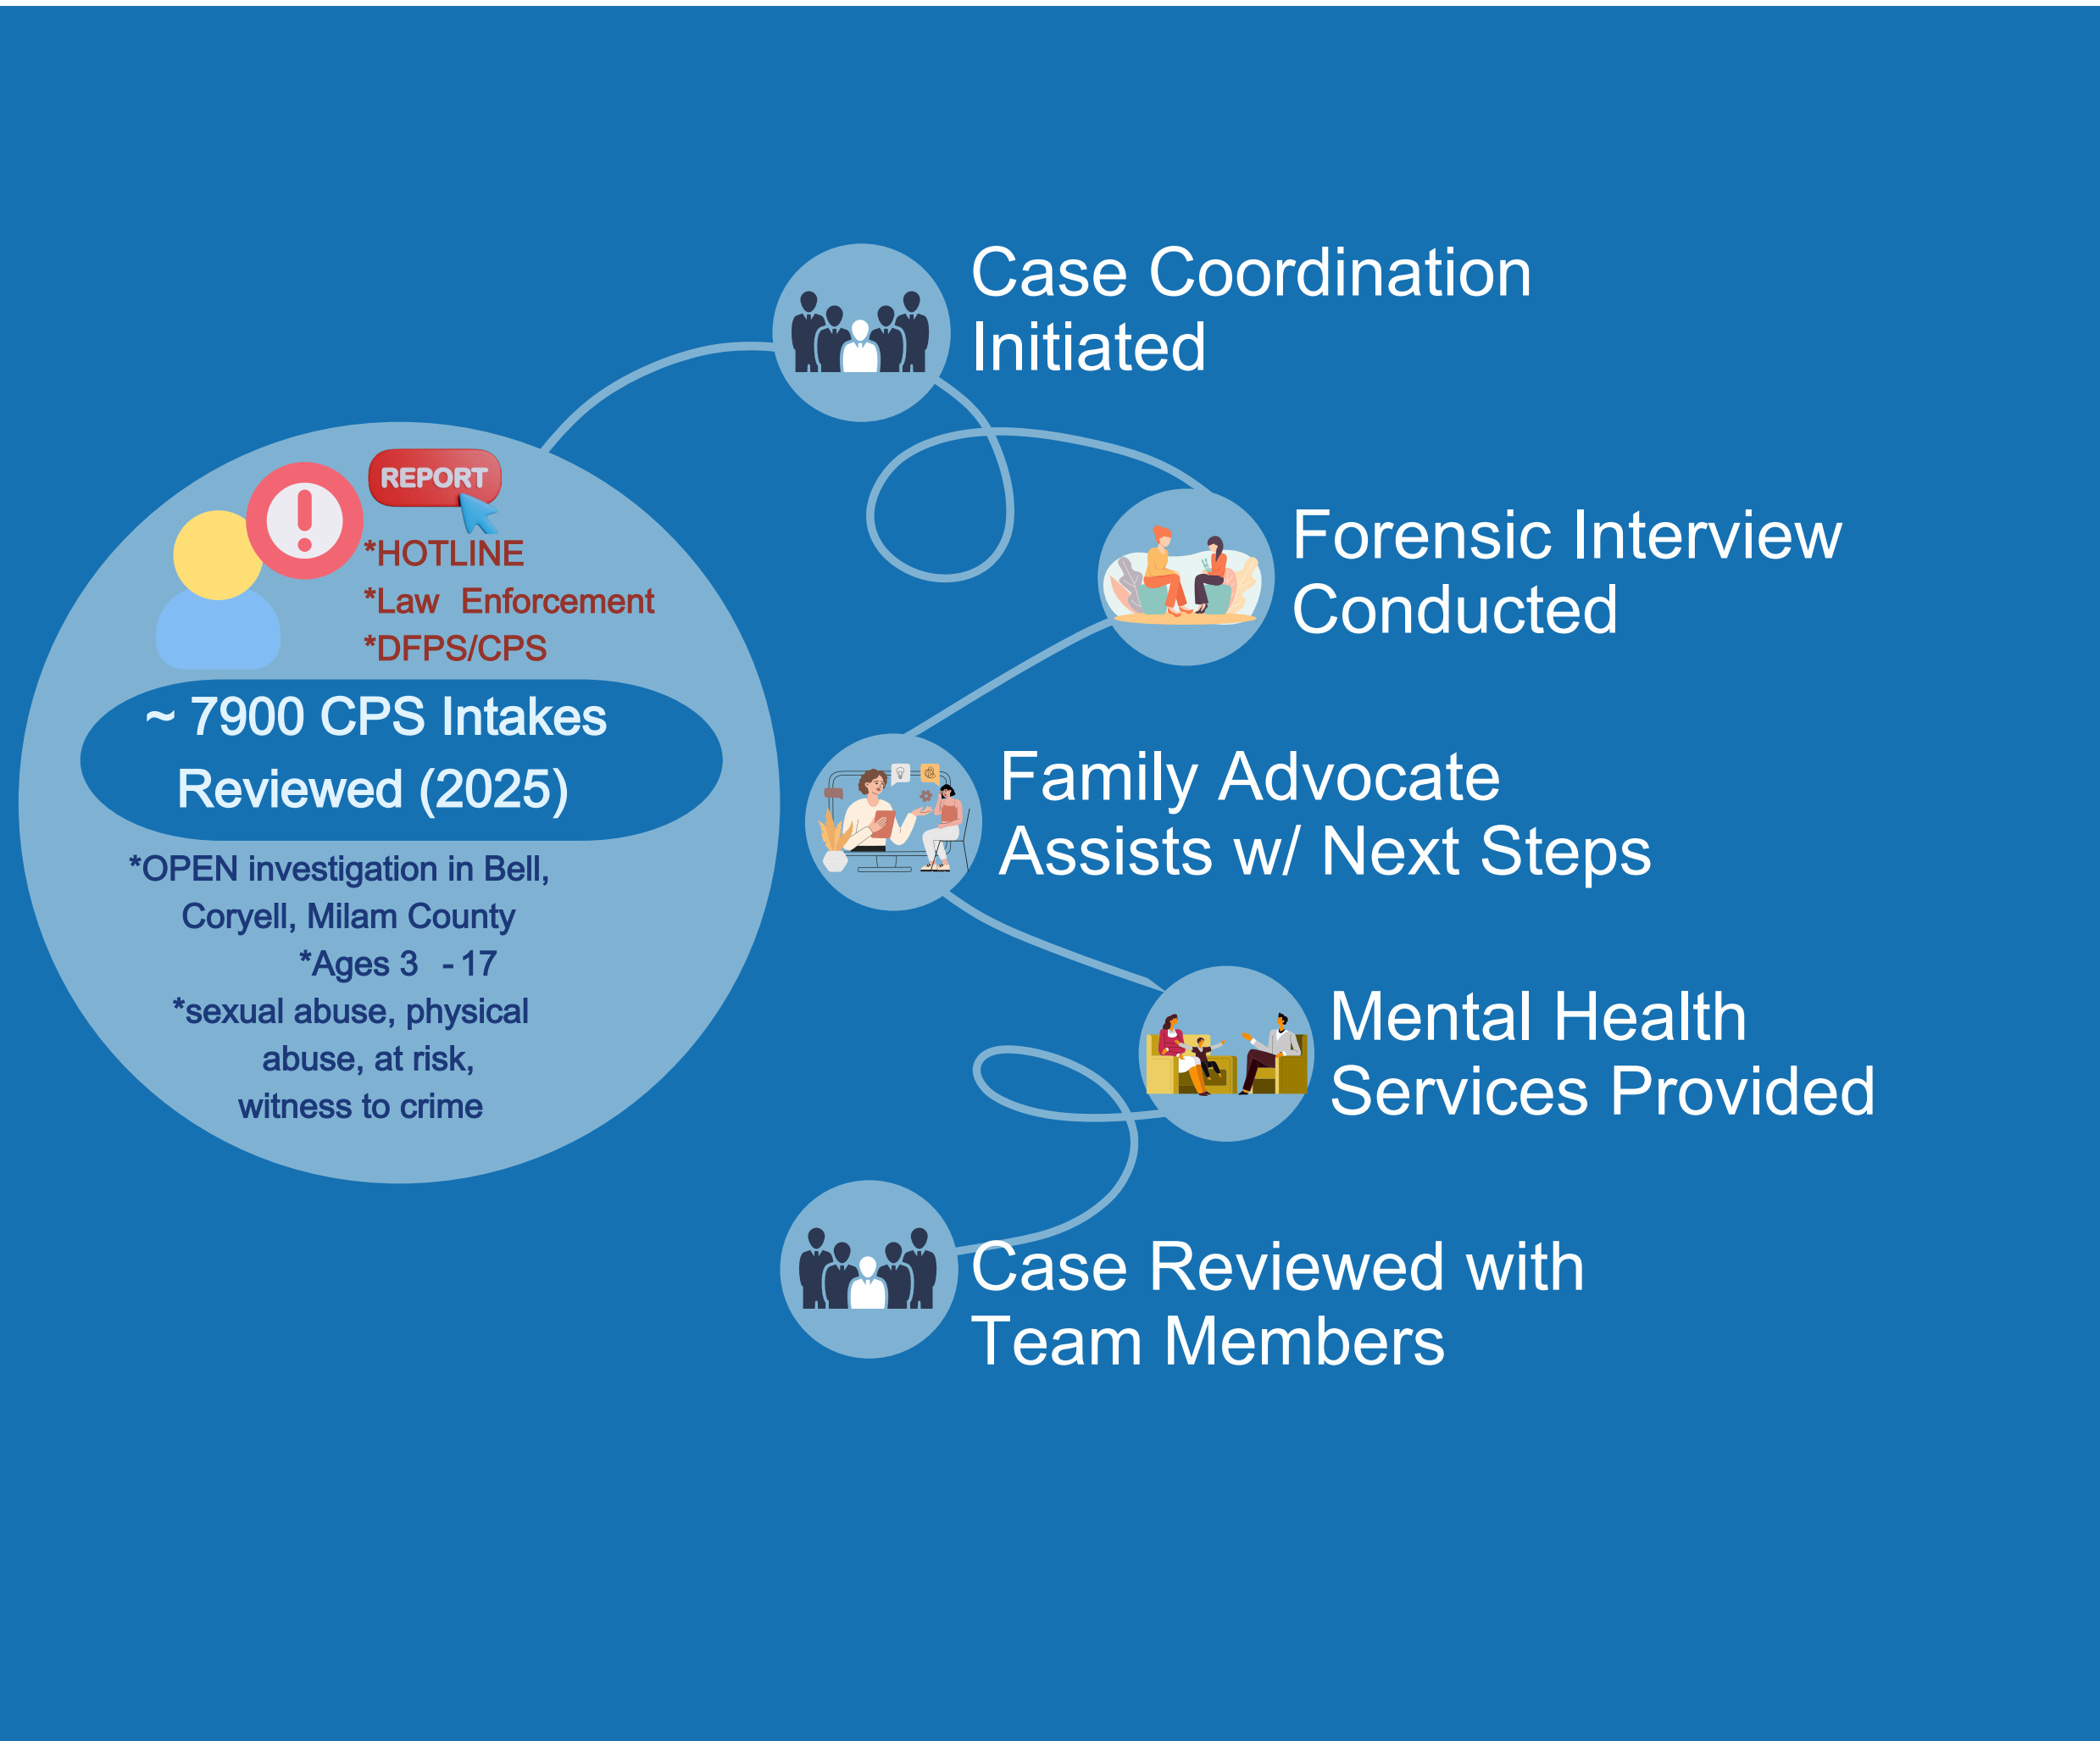 REPORT
*HOTLINE
*Law Enforcement
*DFPS/CPS
~ 7900 CPS Intakes
Reviewed (2025)
*OPEN investigation in Bell,
Coryell, Milam County
*Ages 3 - 17
*sexual abuse, physical
abuse, at risk,
witness to crime
Case Coordination
Initiated
Forensic Interview
Conducted
Family Advocate
Assists w/ Next Steps
Mental Health
Services Provided
Case Reviewed with
Team Members